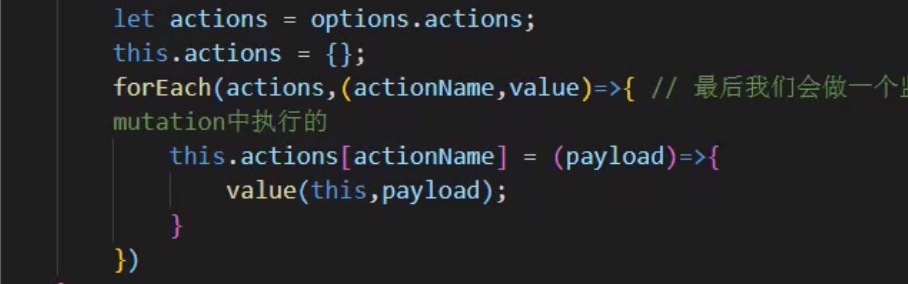 let actions = options.actions;
this.actions = {};
forEach(actions,(actionName,value)=>{ // 最后我们会做一个
mutation中执行的
this.actions[actionName] = (payload)=>{
value(this,payload);
}
})